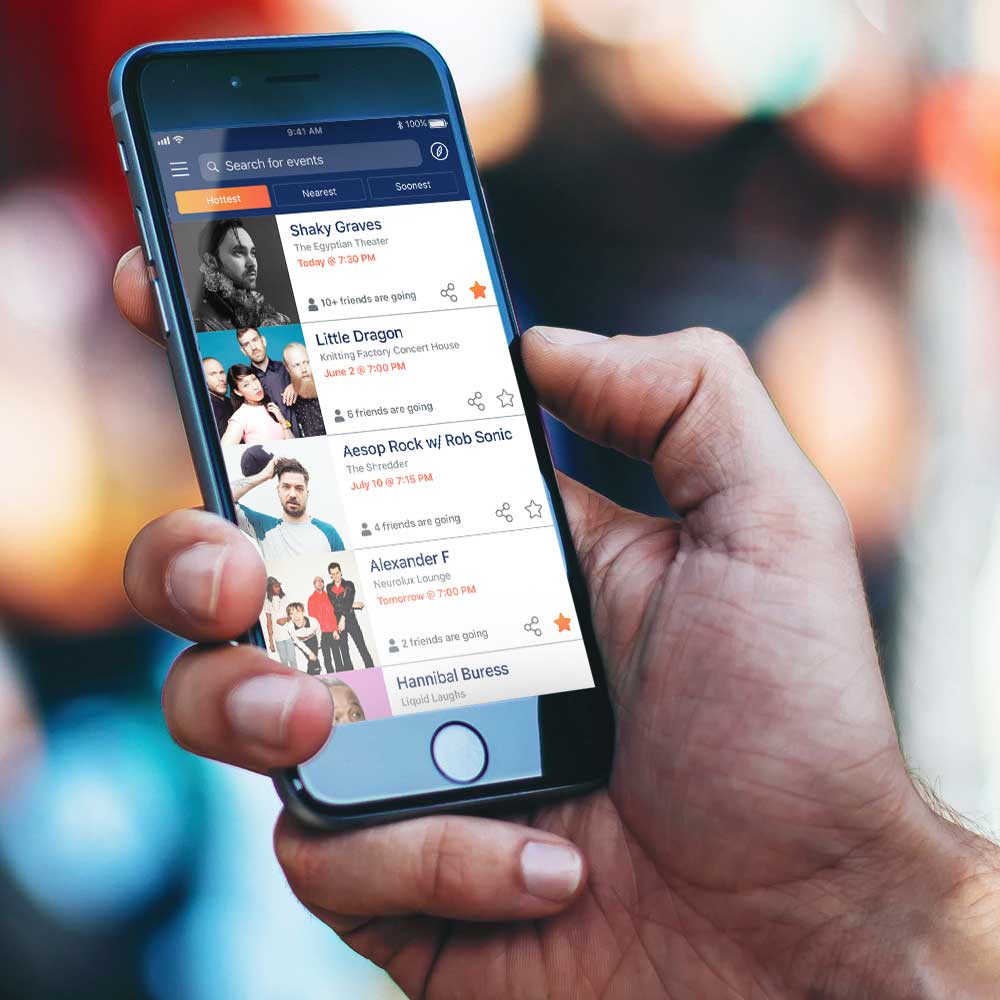 9:41 AM
100%
Search for events
Hottest
Nearest
Soonest
Shaky Graves
The Egyptian Theater
Today @ 7:30 PM
10+ friends are going
Little Dragon
Knitting Factory Concert House
June 2 @ 7:00 PM
6 friends are going
Aesop Rock w/ Rob Sonic
The Shredder
July 10 @ 7:15 PM
4 friends are going
Alexander F
Neurolux Lounge
Tomorrow @ 7:00 PM
2 friends are going
Hannibal Buress
Liquid Laughs